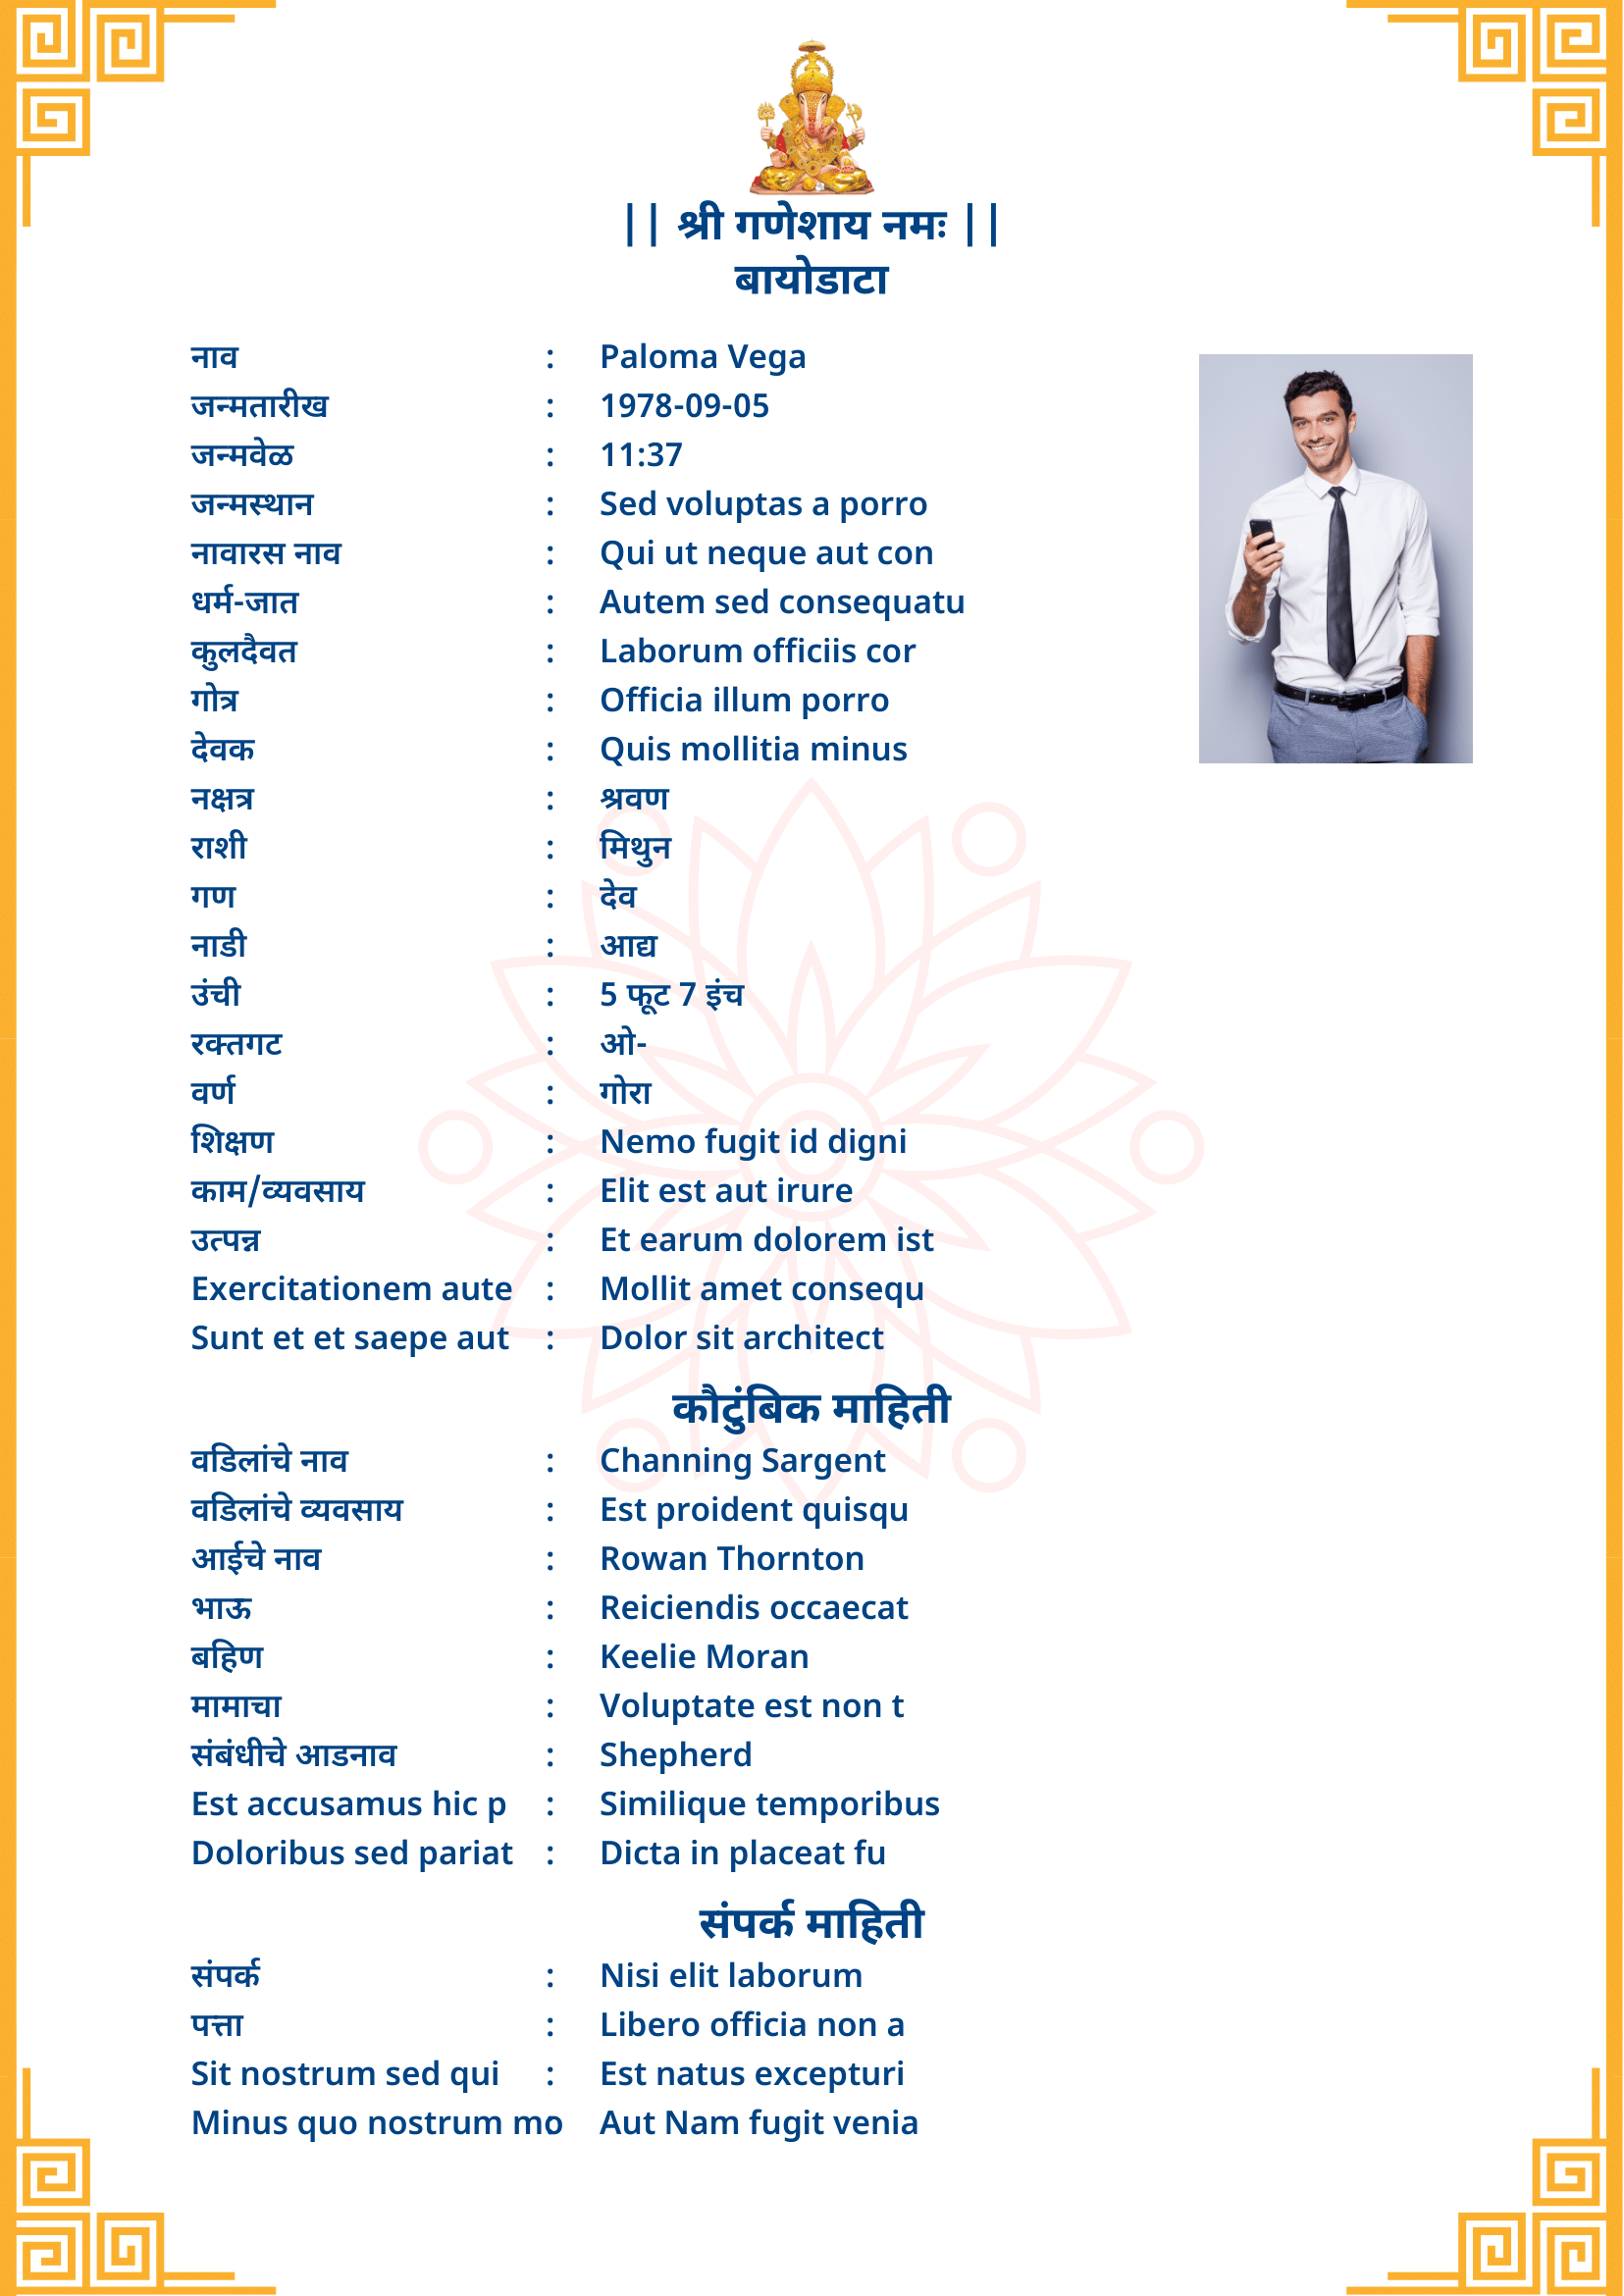 || श्री गणेशाय नमः ||
बायोडाटा
नाव : Paloma Vega
जन्मतारीख : 1978-09-05
जन्मवेळ : 11:37
जन्मस्थान : Sed voluptas a porro
नावारस नाव : Qui ut neque aut con
धर्म-जात : Autem sed consequatu
कुलदैवत : Laborum officiis cor
गोत्र : Officia illum porro
देवक : Quis mollitia minus
नक्षत्र : श्रवण
राशी : मिथुन
गण : देव
नाडी : आद्य
उंची : 5 फूट 7 इंच
रक्तगट : ओ-
वर्ण : गोरा
शिक्षण : Nemo fugit id digni
काम/व्यवसाय : Elit est aut irure
उत्पन्न : Et earum dolorem ist
Exercitationem aute : Mollit amet consequ
Sunt et et saepe aut : Dolor sit architect
कौटुंबिक माहिती
वडिलांचे नाव : Channing Sargent
वडिलांचे व्यवसाय : Est proident quisqu
आईचे नाव : Rowan Thornton
भाऊ : Reiciendis occaecat
बहिण : Keelie Moran
मामाचा : Voluptate est non t
संबंधीचे आडनाव : Shepherd
Est accusamus hic p : Similique temporibus
Doloribus sed pariat : Dicta in placeat fu
संपर्क माहिती
संपर्क : Nisi elit laborum
पत्ता : Libero officia non a
Sit nostrum sed qui : Est natus excepturi
Minus quo nostrum mo : Aut Nam fugit venia